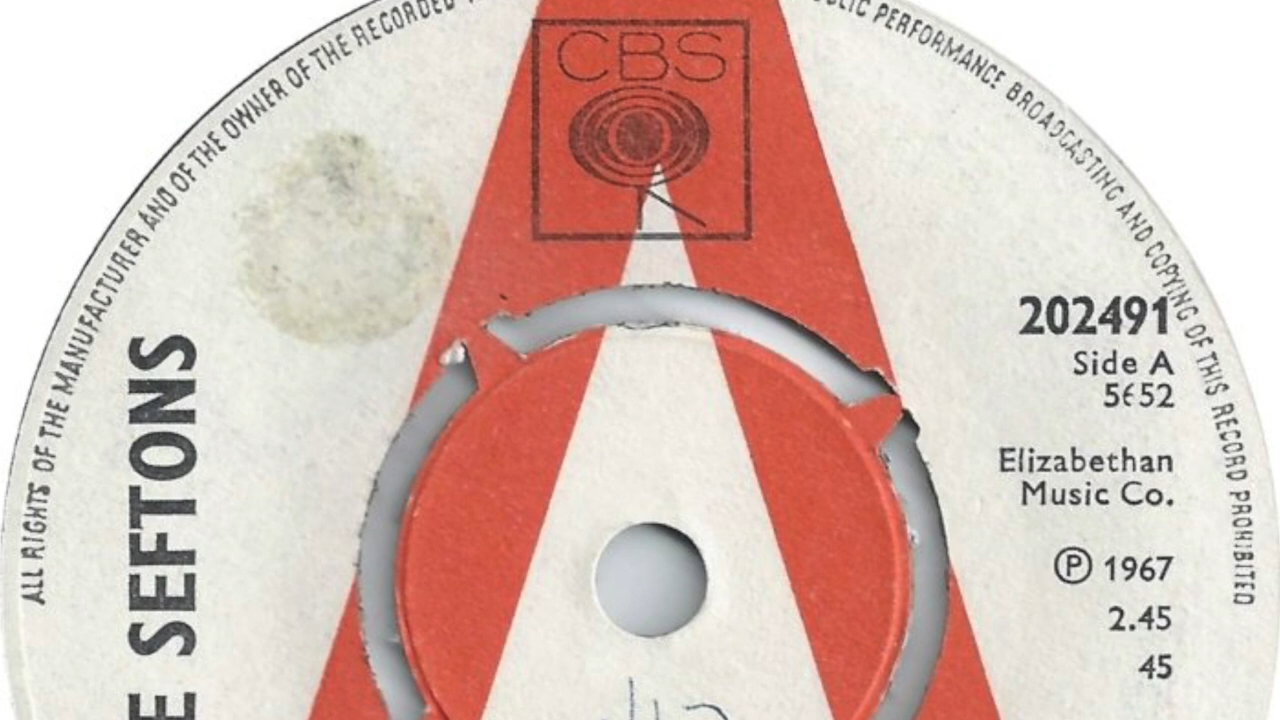 ALL RIGHTS OF THE MANUFACTURER AND OF THE OWNER OF THE RECORDED
PERFORMANCE BROADCASTING AND COPYING OF THIS RECORD PROHIBITED
CBS
202491
Side A
5652
Elizabethan
Music Co.
℗ 1967
2.45
45
E SEFTONS